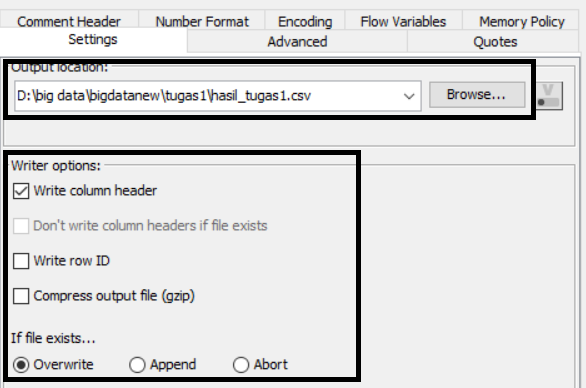 Comment Header Number Format Encoding Flow Variables Memory Policy
Settings Advanced Quotes
Output location:
D:\big data\bigdatanew\tugas1\hasil_tugas1.csv Browse... V
Writer options:
Write column header
Don't write column headers if file exists
Write row ID
Compress output file (gzip)
If file exists...
Overwrite Append Abort